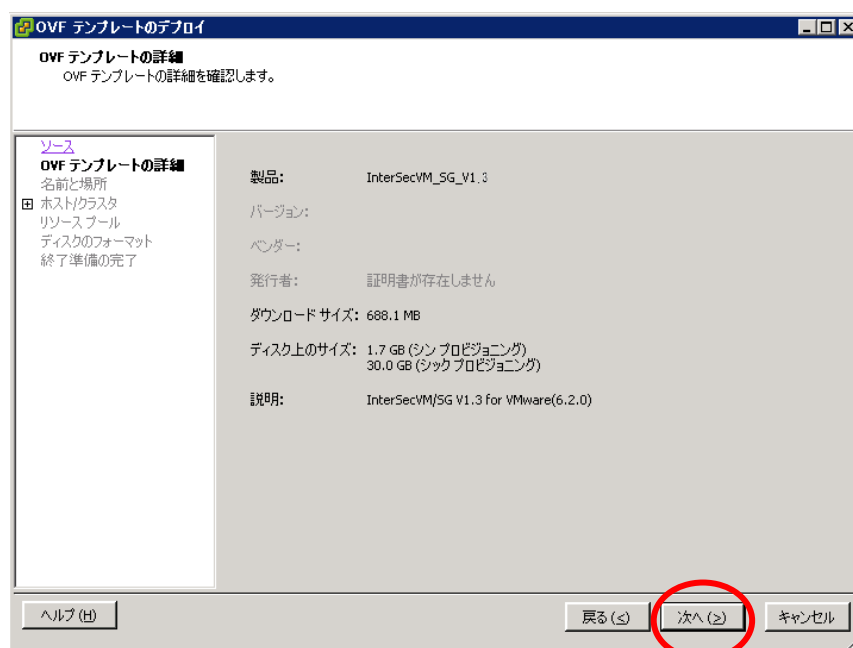 OVF テンプレートのデプロイ
OVF テンプレートの詳細
OVF テンプレートの詳細を確認します。
ソース
OVF テンプレートの詳細
名前と場所
ホスト/クラスタ
リソース プール
ディスクのフォーマット
終了準備の完了
製品: InterSecVM_SG_V1.3
バージョン:
ベンダー:
発行者: 証明書が存在しません
ダウンロード サイズ: 688.1 MB
ディスク上のサイズ: 1.7 GB (シン プロビジョニング)
30.0 GB (シック プロビジョニング)
説明: InterSecVM/SG V1.3 for VMware(6.2.0)
ヘルプ (H) 戻る (≤) 次へ (≥) キャンセル